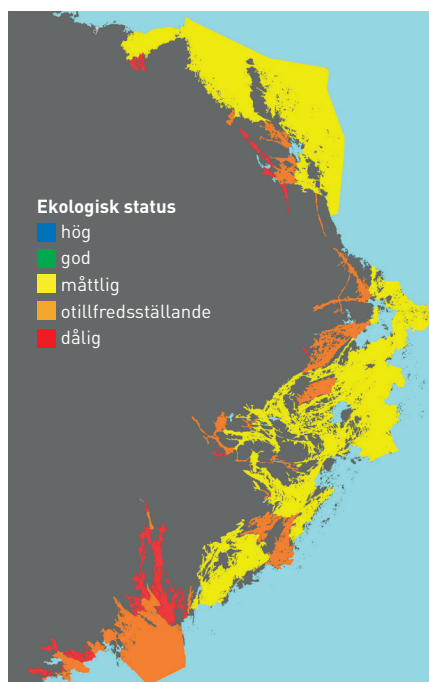 Ekologisk status
hög
god
måttlig
otillfredsställande
dålig